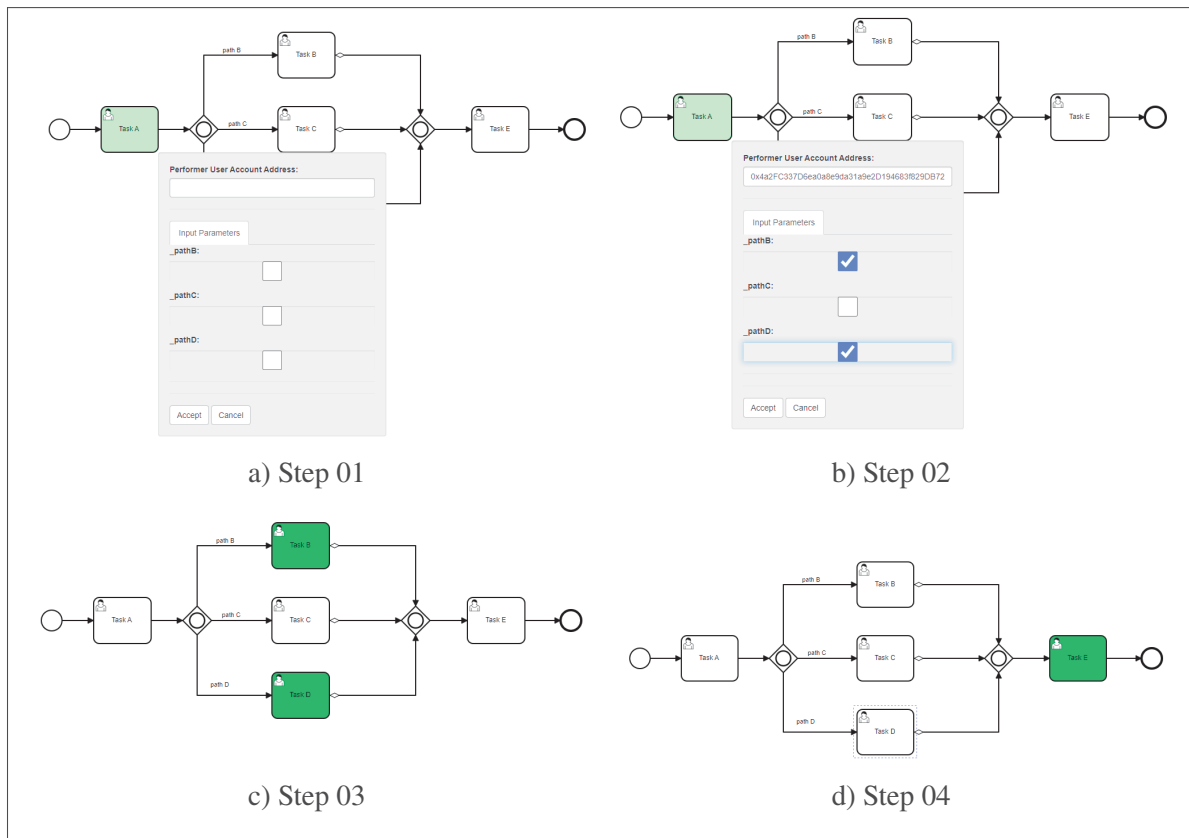 path B
Task B
Task A
path C
Task C
Task E
Performer User Account Address:
Input Parameters
_pathB:
_pathC:
_pathD:
Accept Cancel
a) Step 01
path B
Task B
Task A
path C
Task C
Task E
Performer User Account Address:
0x4a2FC337D6ea0a8e9da31a9e2D194683f829DB72
Input Parameters
_pathB:
_pathC:
_pathD:
Accept Cancel
b) Step 02
path B
Task B
Task A
path C
Task C
Task E
path D
Task D
c) Step 03
path B
Task B
Task A
path C
Task C
Task E
path D
Task D
d) Step 04